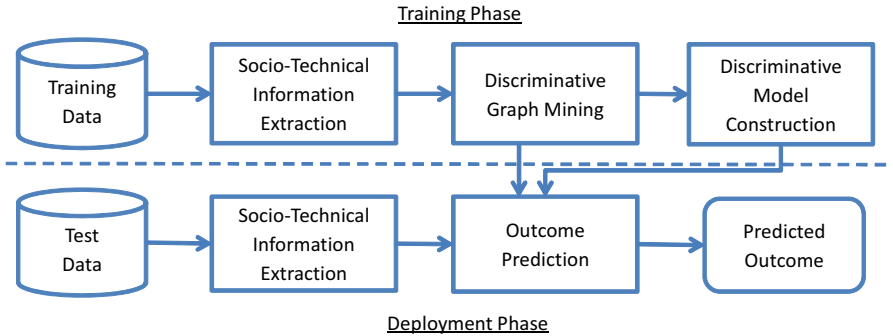 Training Phase
Training
Data
Socio-Technical
Information
Extraction
Discriminative
Graph Mining
Discriminative
Model
Construction
Test
Data
Socio-Technical
Information
Extraction
Outcome
Prediction
Predicted
Outcome
Deployment Phase